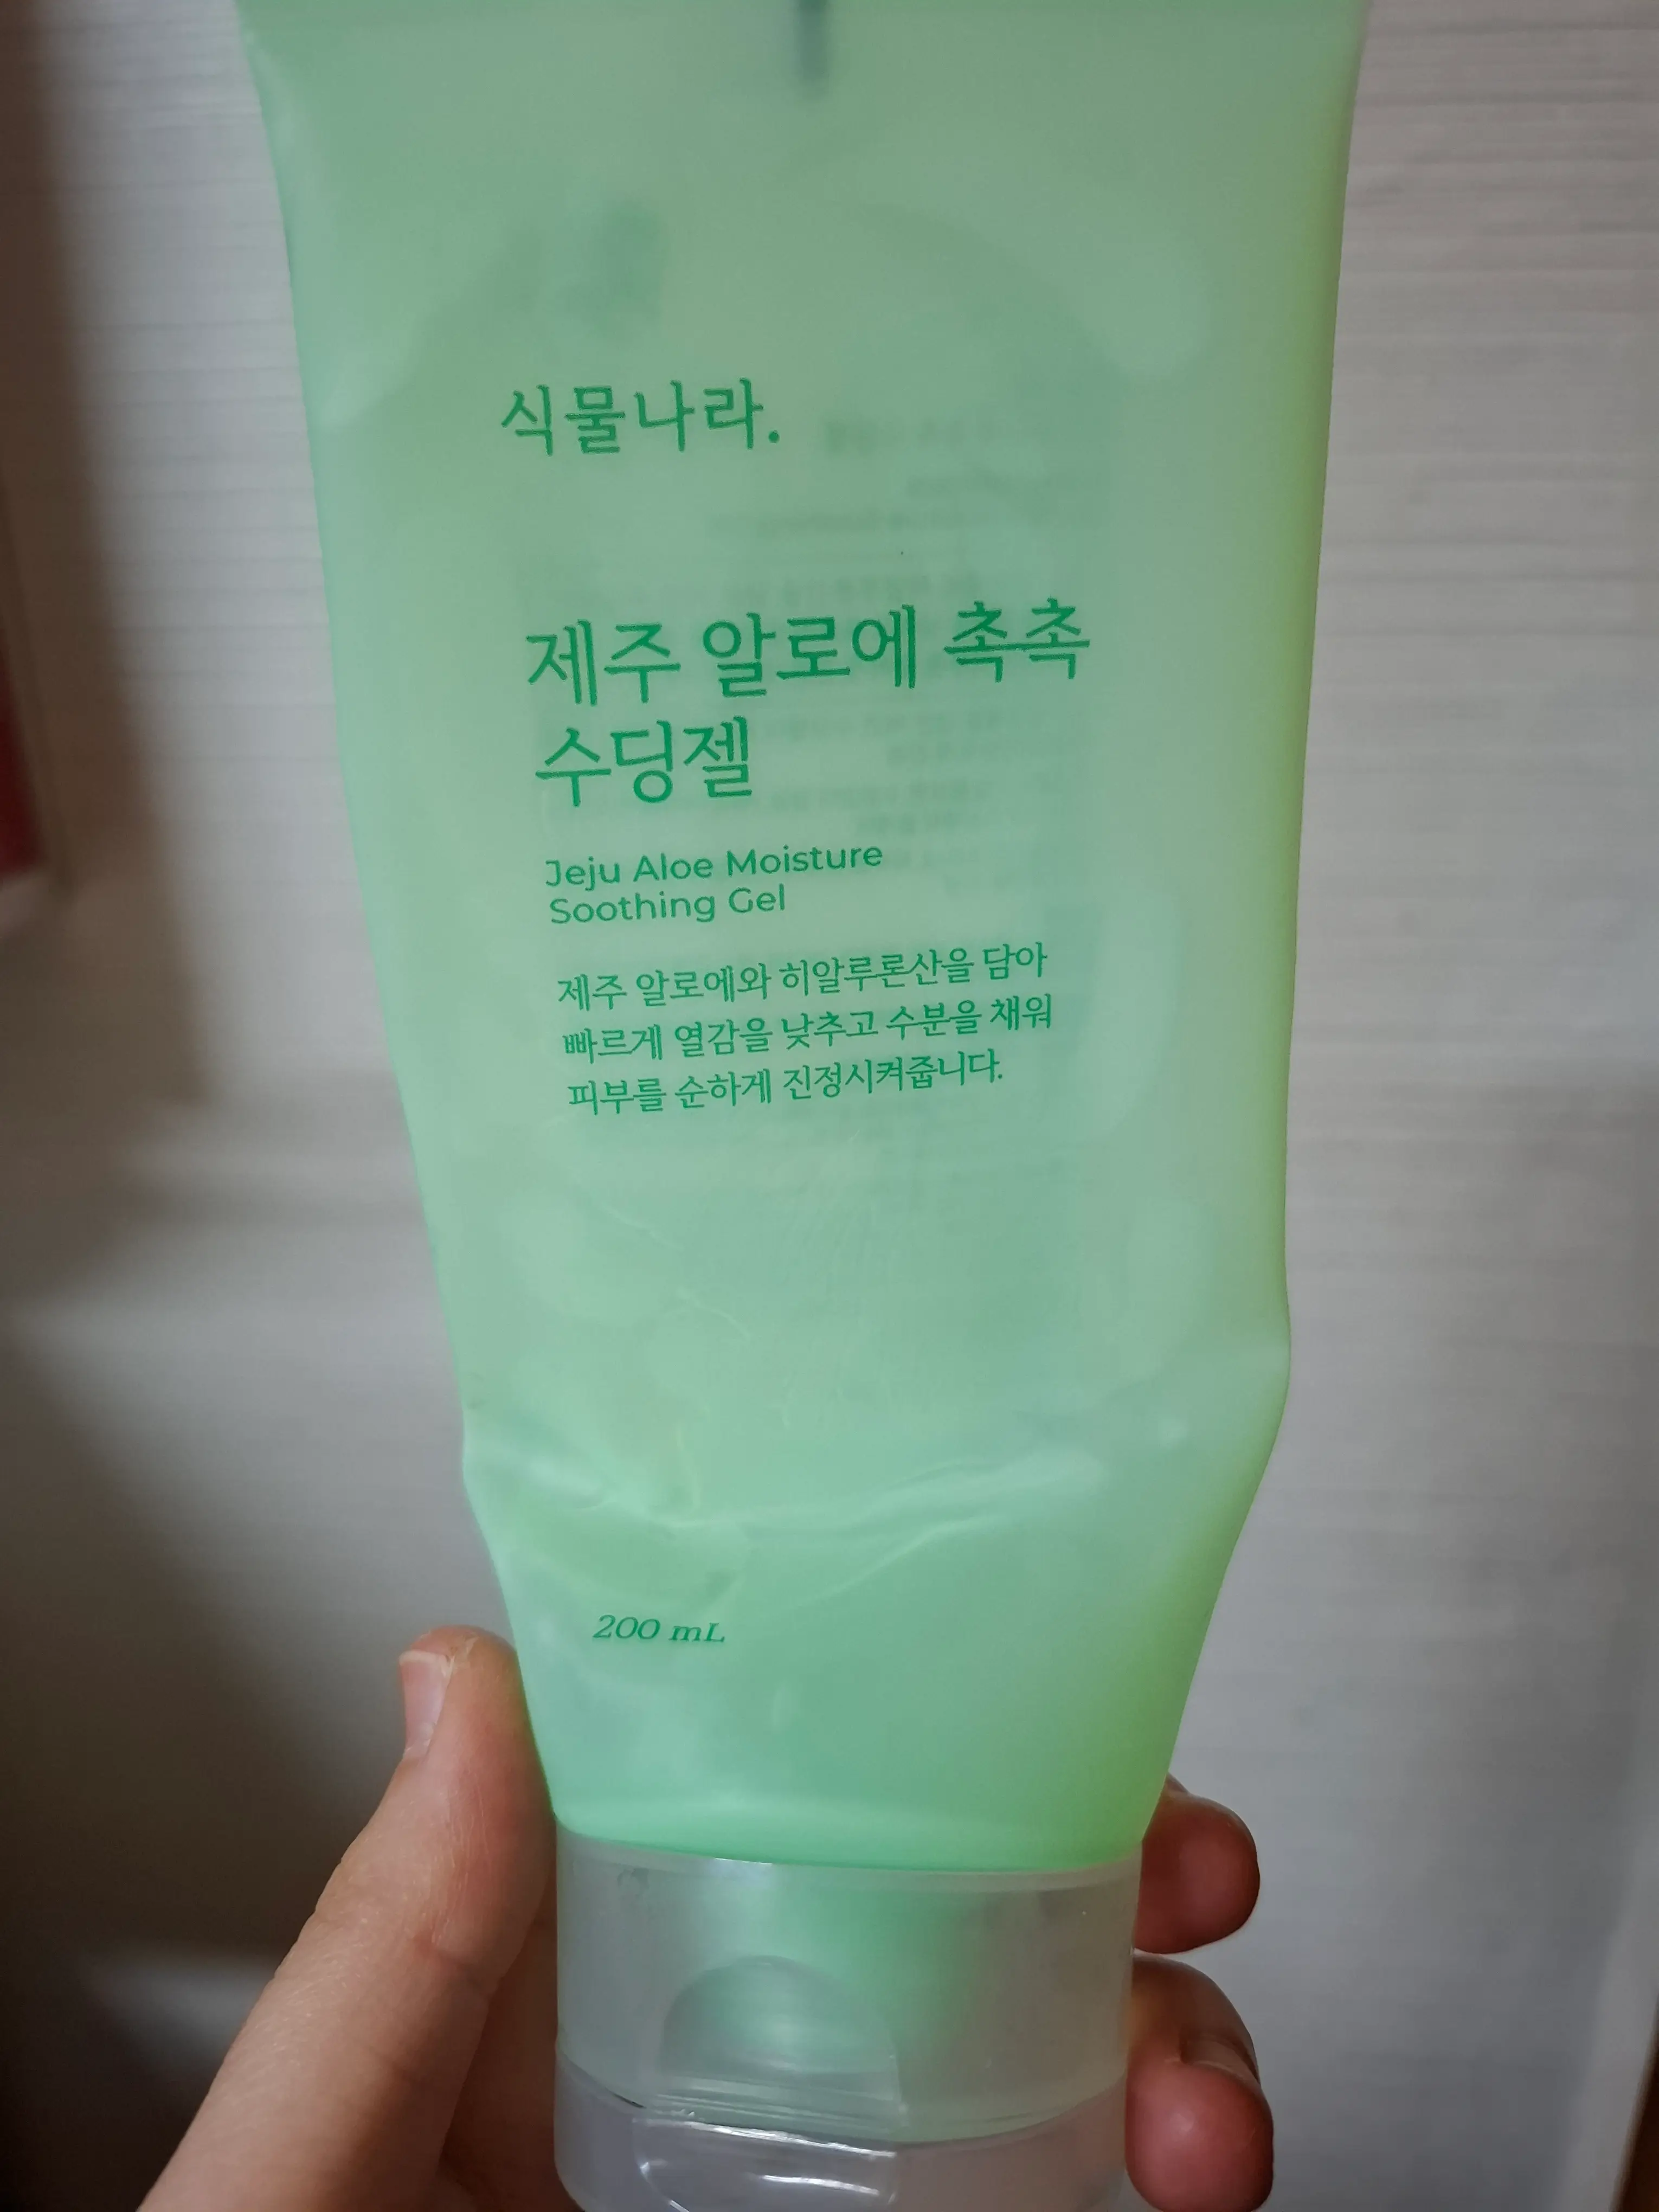 식물나라.
제주 알로에 촉촉
수딩젤
Jeju Aloe Moisture
Soothing Gel
제주 알로에와 히알루론산을 담아
빠르게 열감을 낮추고 수분을 채워
피부를 순하게 진정시켜줍니다.
200 mL